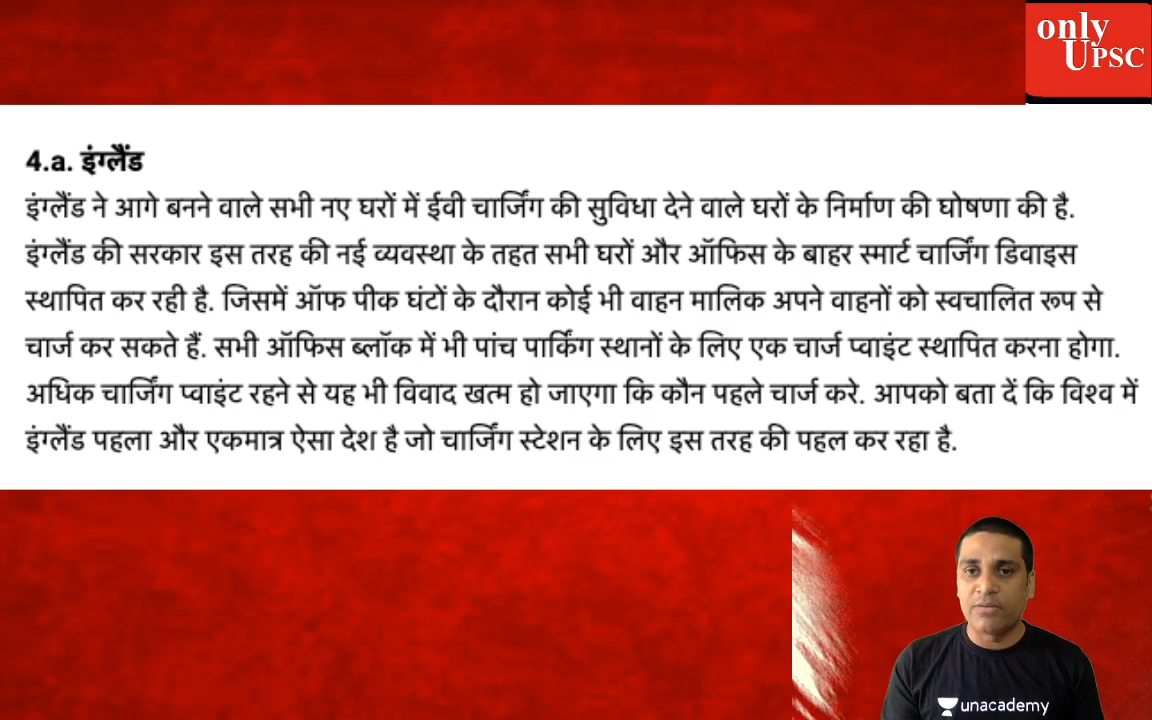 only
UPSC
4.a. इंग्लैंड
इंग्लैंड ने आगे बनने वाले सभी नए घरों में ईवी चार्जिंग की सुविधा देने वाले घरों के निर्माण की घोषणा की है.
इंग्लैंड की सरकार इस तरह की नई व्यवस्था के तहत सभी घरों और ऑफिस के बाहर स्मार्ट चार्जिंग डिवाइस
स्थापित कर रही है. जिसमें ऑफ पीक घंटों के दौरान कोई भी वाहन मालिक अपने वाहनों को स्वचालित रूप से
चार्ज कर सकते हैं. सभी ऑफिस ब्लॉक में भी पांच पार्किंग स्थानों के लिए एक चार्ज प्वाइंट स्थापित करना होगा.
अधिक चार्जिंग प्वाइंट रहने से यह भी विवाद खत्म हो जाएगा कि कौन पहले चार्ज करे. आपको बता दें कि विश्व में
इंग्लैंड पहला और एकमात्र ऐसा देश है जो चार्जिंग स्टेशन के लिए इस तरह की पहल कर रहा है.
unacademy